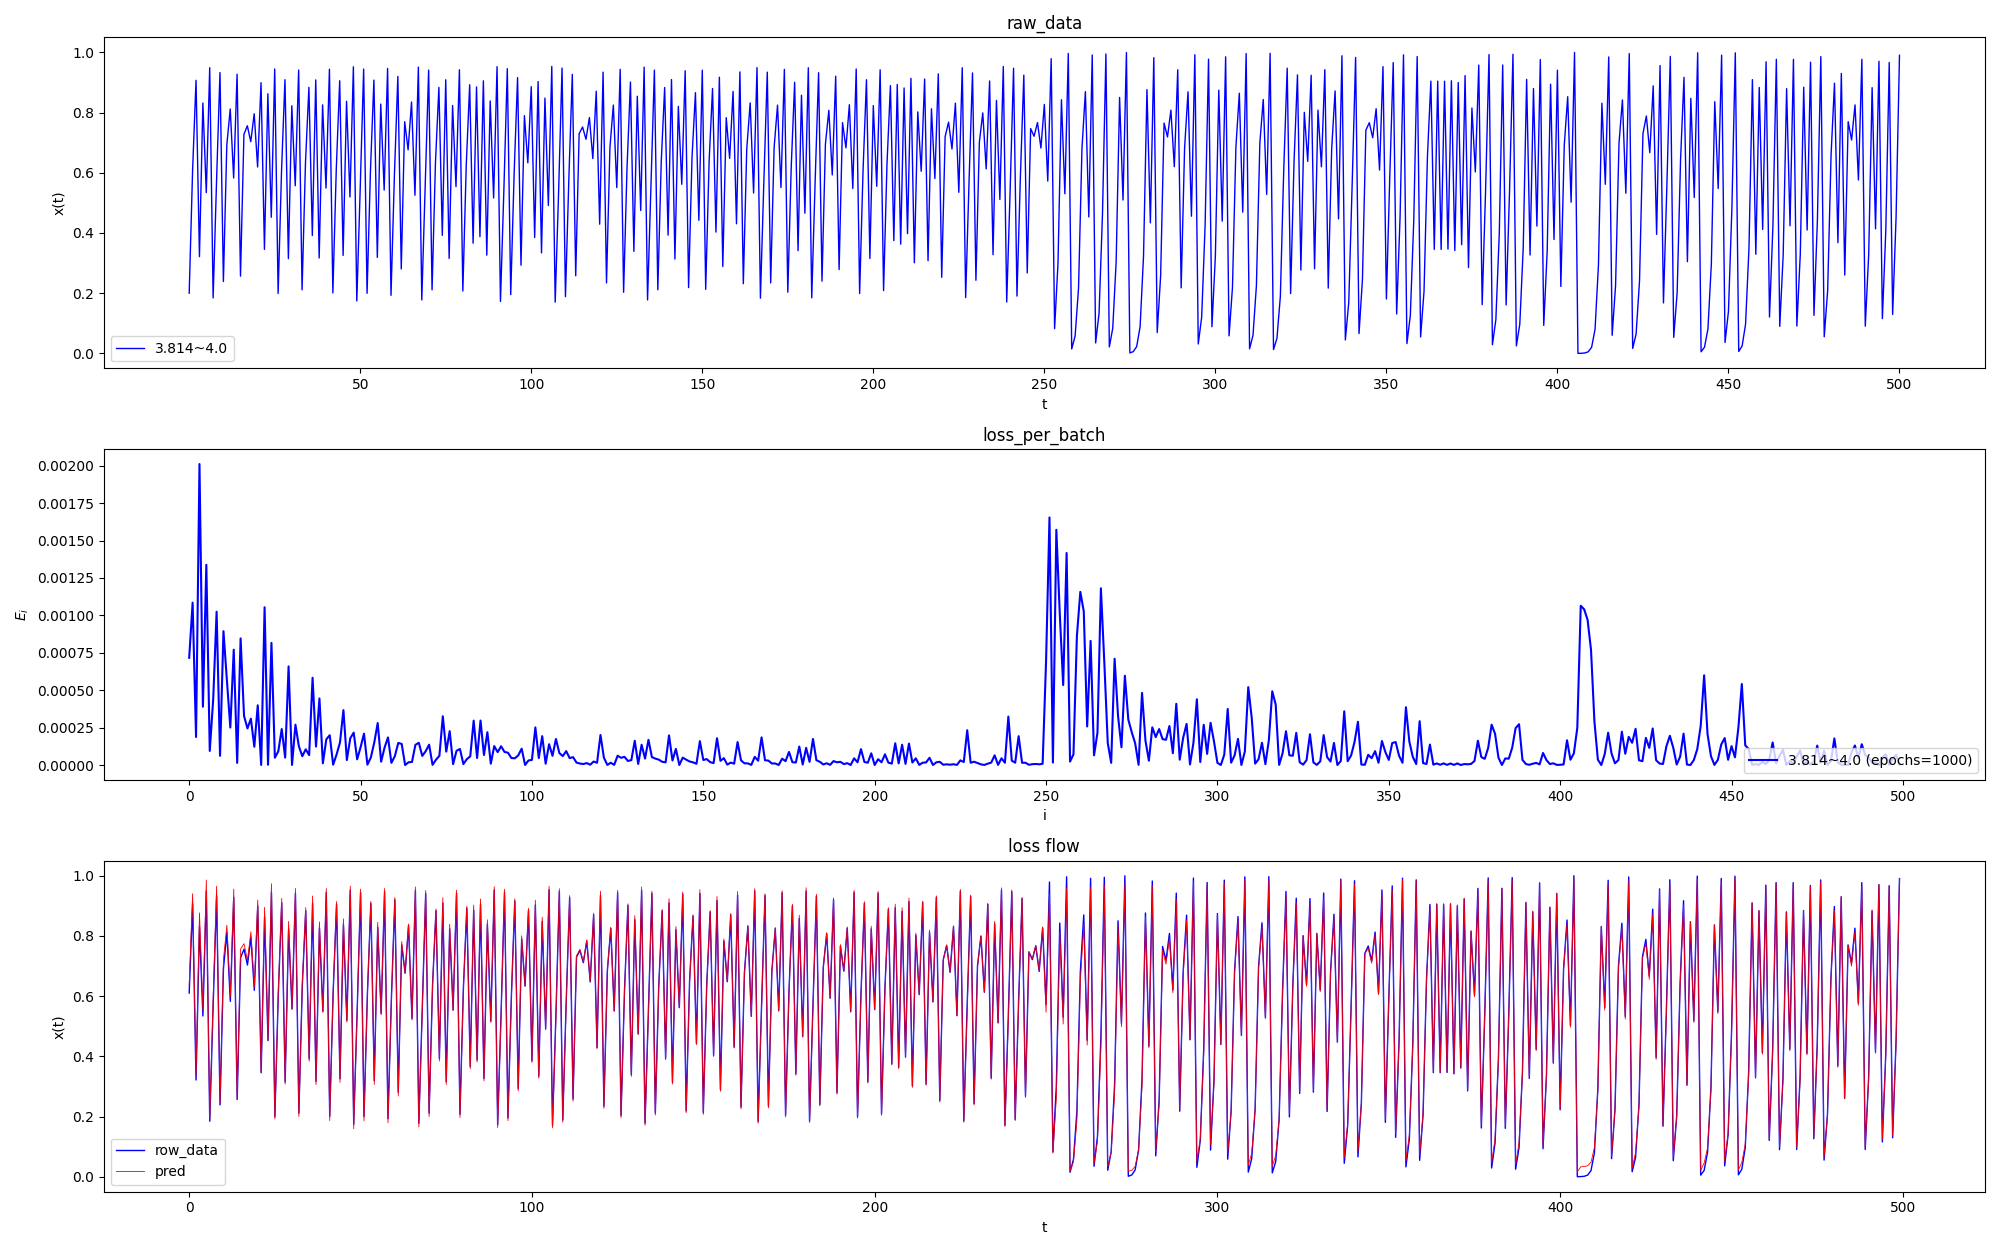 raw_data
1.0
0.8
0.6
0.4
0.2
0.0
x(t)
3.814~4.0
50 100 150 200 250 300 350 400 450 500
t
loss_per_batch
0.00200
0.00175
0.00150
0.00125
0.00100
0.00075
0.00050
0.00025
0.00000
E_i
3.814~4.0 (epochs=1000)
0 50 100 150 200 250 300 350 400 450 500
i
loss flow
1.0
0.8
0.6
0.4
0.2
0.0
x(t)
row_data
pred
0 100 200 300 400 500
t